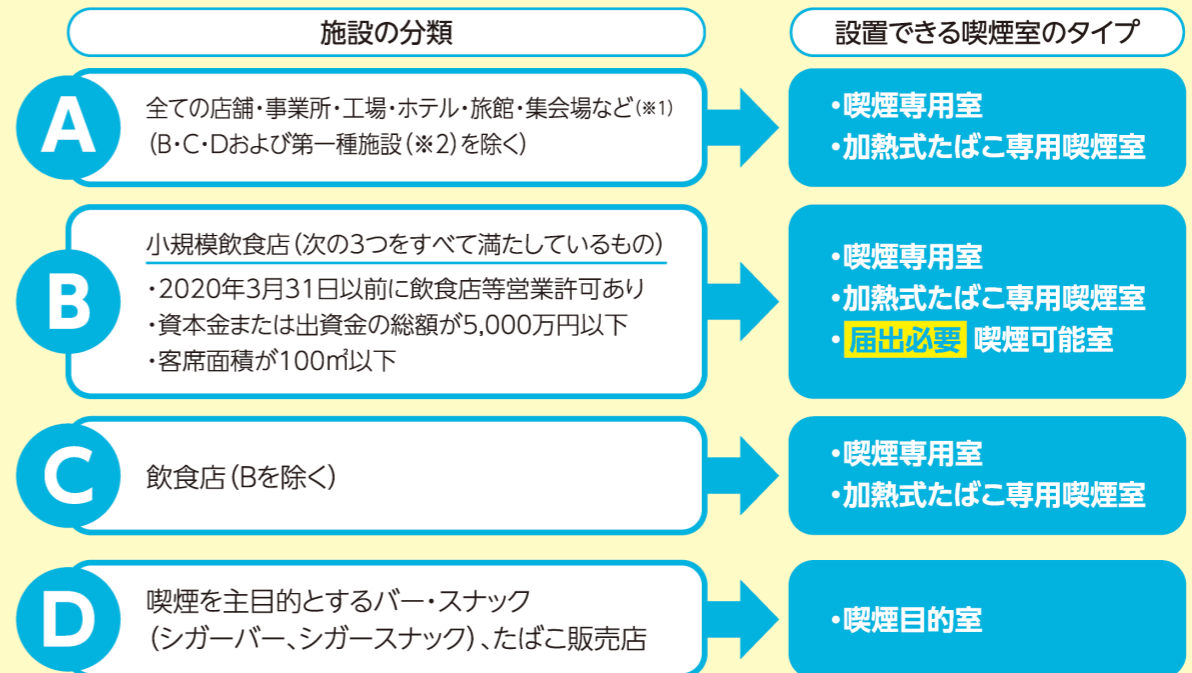 施設の分類
設置できる喫煙室のタイプ
A
全ての店舗・事業所・工場・ホテル・旅館・集会場など(※1)
(B・C・Dおよび第一種施設(※2)を除く)
・喫煙専用室
・加熱式たばこ専用喫煙室
B
小規模飲食店(次の3つをすべて満たしているもの)
・2020年3月31日以前に飲食店等営業許可あり
・資本金または出資金の総額が5,000万円以下
・客席面積が100㎡以下
・喫煙専用室
・加熱式たばこ専用喫煙室
・届出必要 喫煙可能室
C
飲食店(Bを除く)
・喫煙専用室
・加熱式たばこ専用喫煙室
D
喫煙を主目的とするバー・スナック
(シガーバー、シガースナック)、たばこ販売店
・喫煙目的室